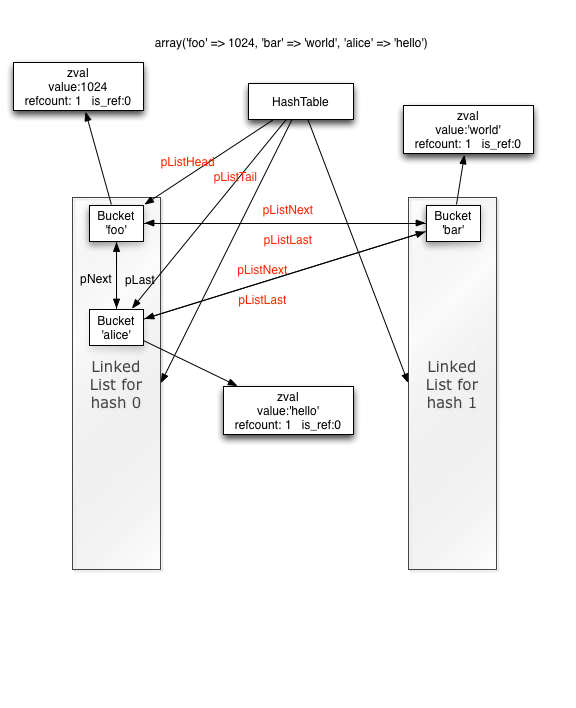 array('foo' => 1024, 'bar' => 'world', 'alice' => 'hello')
zval
value:1024
refcount: 1 is_ref:0
HashTable
zval
value:'world'
refcount: 1 is_ref:0
pListHead
pListTail
Bucket
'foo'
pListNext
Bucket
'bar'
pListLast
pNext
pLast
pListNext
pListLast
Bucket
'alice'
Linked
List for
hash 0
zval
value:'hello'
refcount: 1 is_ref:0
Linked
List for
hash 1